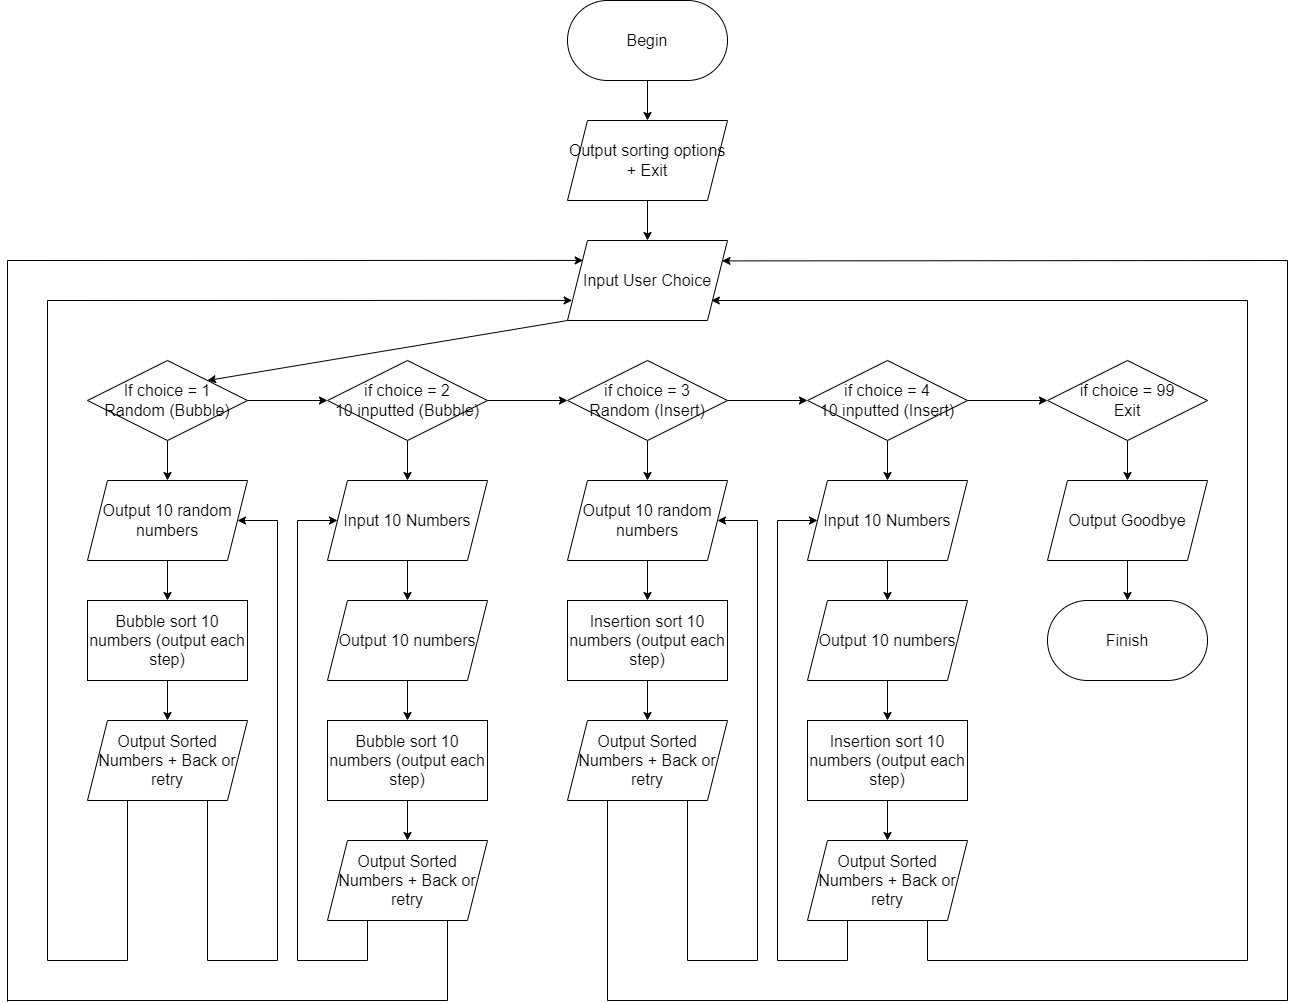 Begin
Output sorting options
+ Exit
Input User Choice
If choice = 1
Random (Bubble)
if choice = 2
10 inputted (Bubble)
if choice = 3
Random (Insert)
if choice = 4
10 inputted (Insert)
if choice = 99
Exit
Output 10 random
numbers
Input 10 Numbers
Output 10 random
numbers
Input 10 Numbers
Output Goodbye
Bubble sort 10
numbers (output each
step)
Output 10 numbers
Insertion sort 10
numbers (output each
step)
Output 10 numbers
Finish
Output Sorted
Numbers + Back or
retry
Bubble sort 10
numbers (output each
step)
Output Sorted
Numbers + Back or
retry
Insertion sort 10
numbers (output each
step)
Output Sorted
Numbers + Back or
retry
Output Sorted
Numbers + Back or
retry